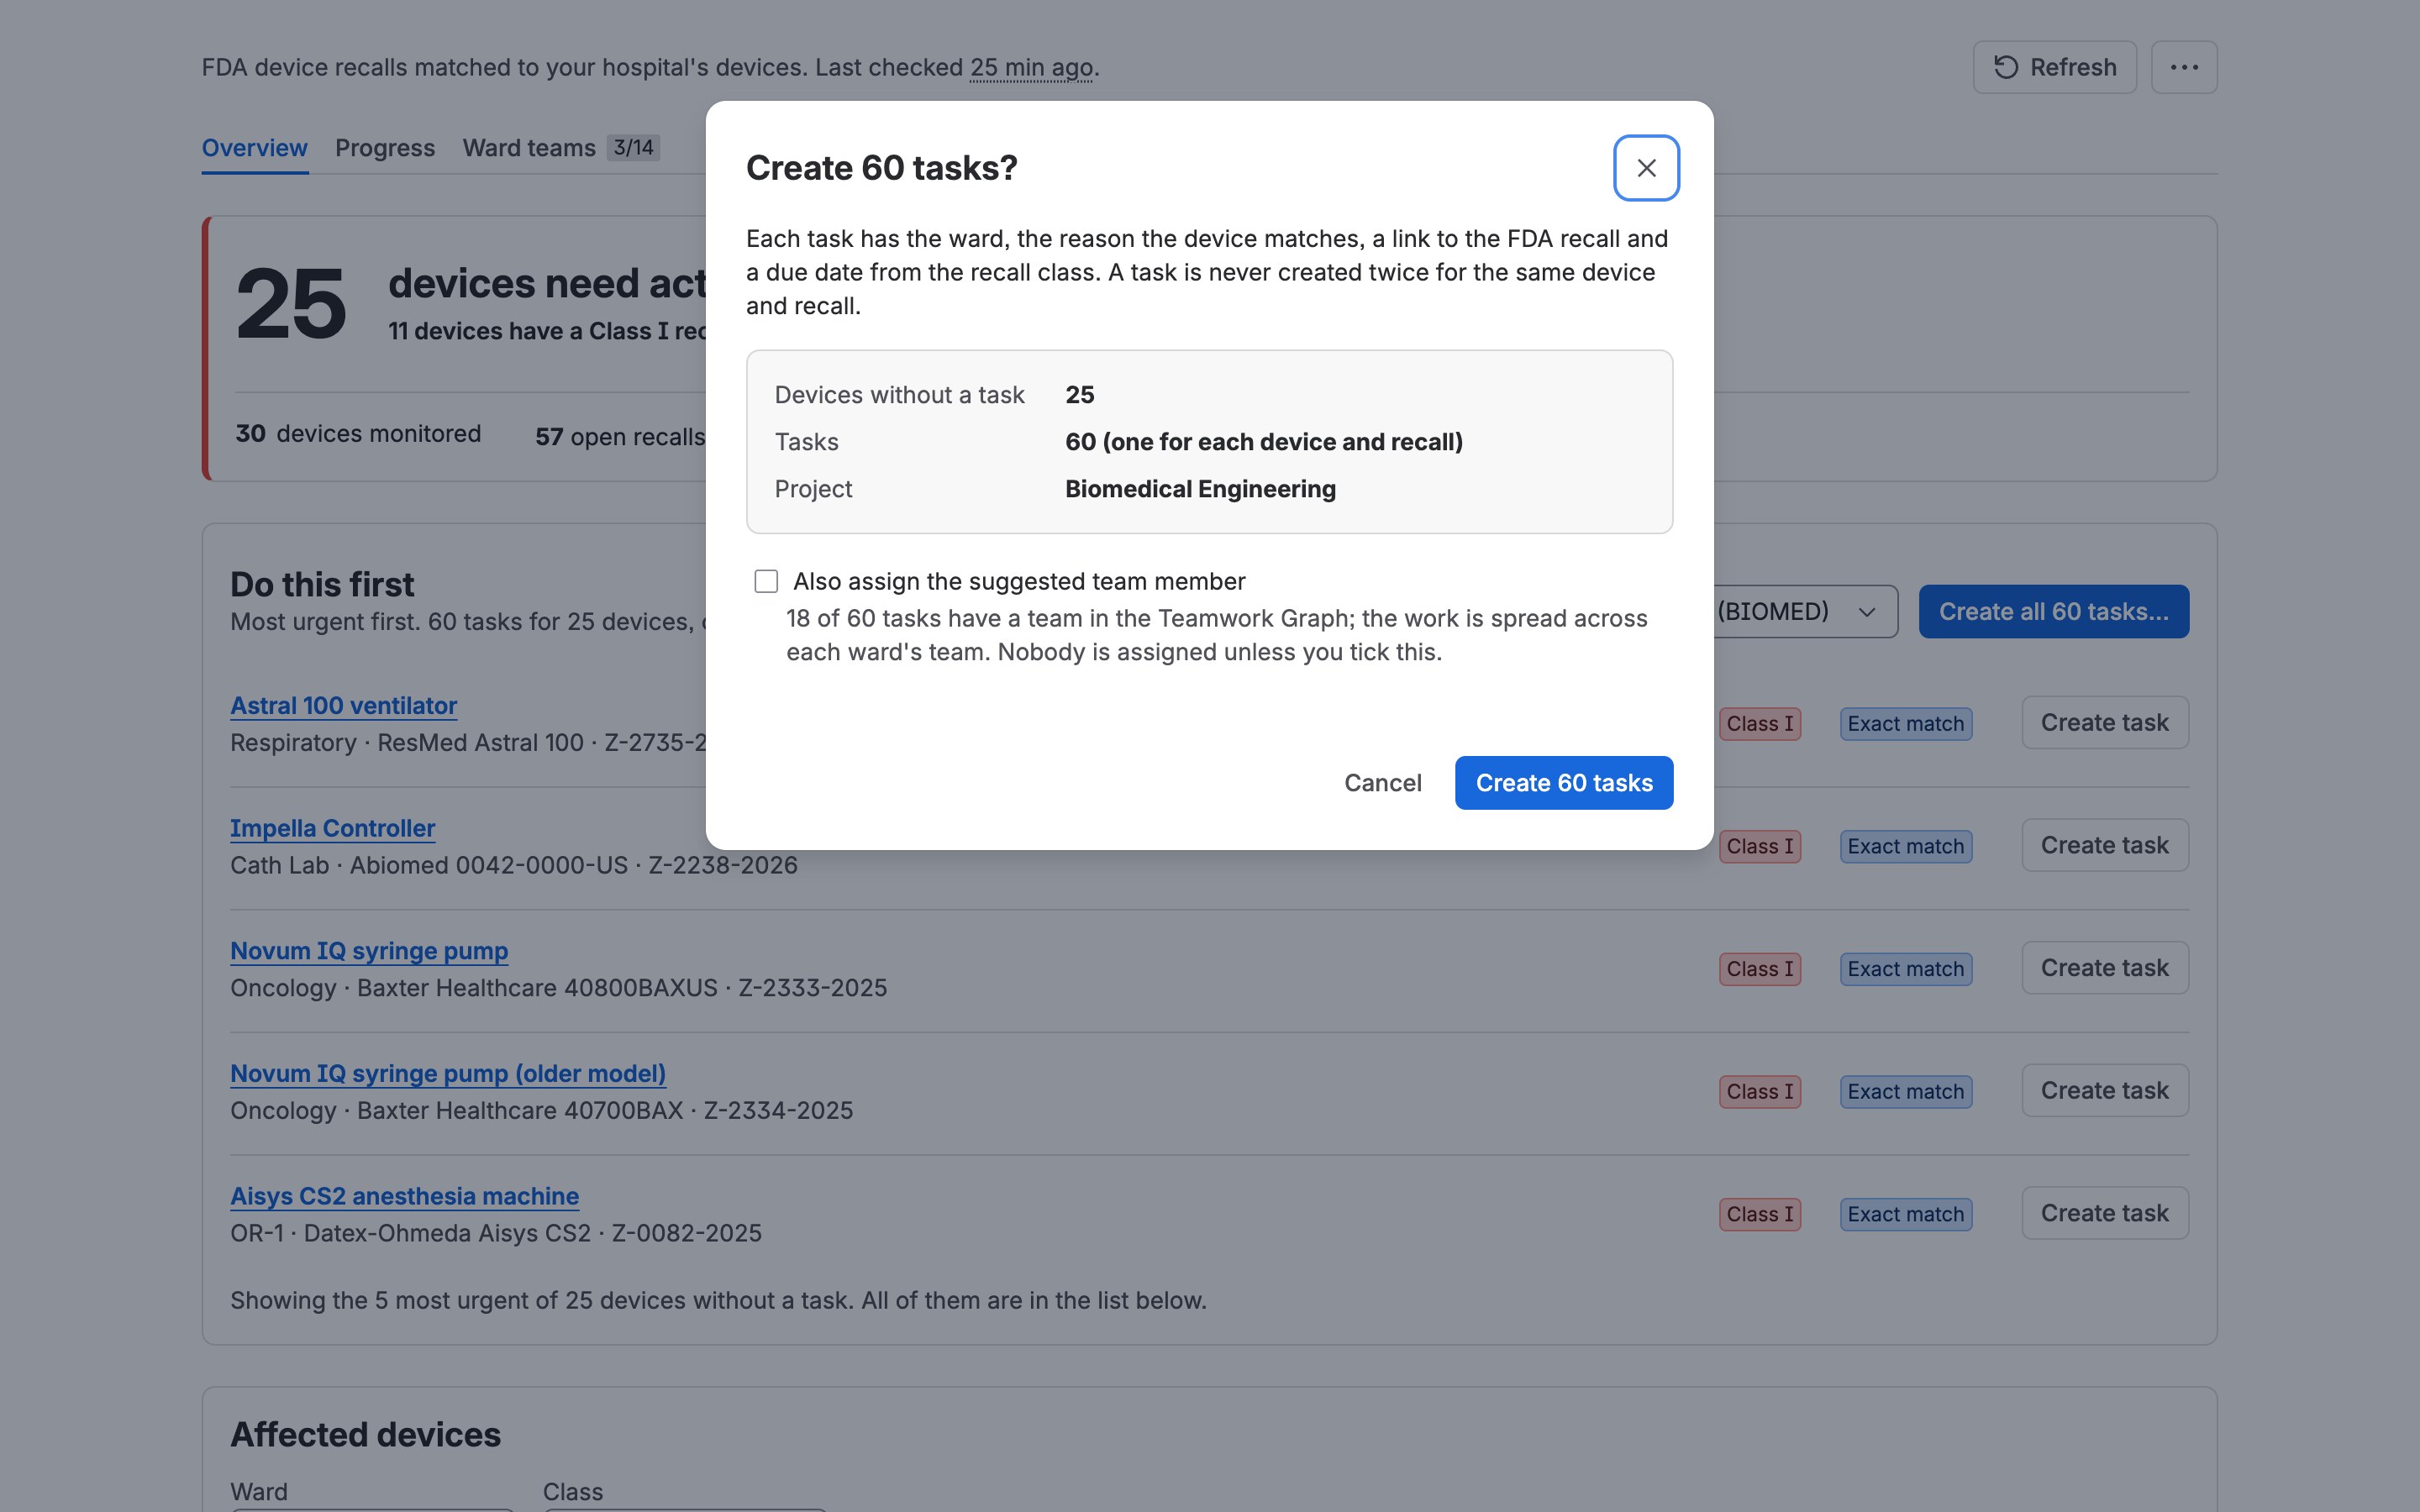 FDA device recalls matched to your hospital's devices. Last checked 25 min ago.
Refresh
Overview
Progress
Ward teams 3/14
Create 60 tasks?
Each task has the ward, the reason the device matches, a link to the FDA recall and
a due date from the recall class. A task is never created twice for the same device
and recall.
Devices without a task 25
Tasks 60 (one for each device and recall)
Project Biomedical Engineering
Also assign the suggested team member
18 of 60 tasks have a team in the Teamwork Graph; the work is spread across
each ward's team. Nobody is assigned unless you tick this.
Cancel
Create 60 tasks
25 devices need act
11 devices have a Class I rec
30 devices monitored
57 open recalls
Do this first
Most urgent first. 60 tasks for 25 devices,
(BIOMED)
Create all 60 tasks...
Astral 100 ventilator
Respiratory · ResMed Astral 100 · Z-2735-2
Class I
Exact match
Create task
Impella Controller
Cath Lab · Abiomed 0042-0000-US · Z-2238-2026
Class I
Exact match
Create task
Novum IQ syringe pump
Oncology · Baxter Healthcare 40800BAXUS · Z-2333-2025
Class I
Exact match
Create task
Novum IQ syringe pump (older model)
Oncology · Baxter Healthcare 40700BAX · Z-2334-2025
Class I
Exact match
Create task
Aisys CS2 anesthesia machine
OR-1 · Datex-Ohmeda Aisys CS2 · Z-0082-2025
Class I
Exact match
Create task
Showing the 5 most urgent of 25 devices without a task. All of them are in the list below.
Affected devices
Ward
Class